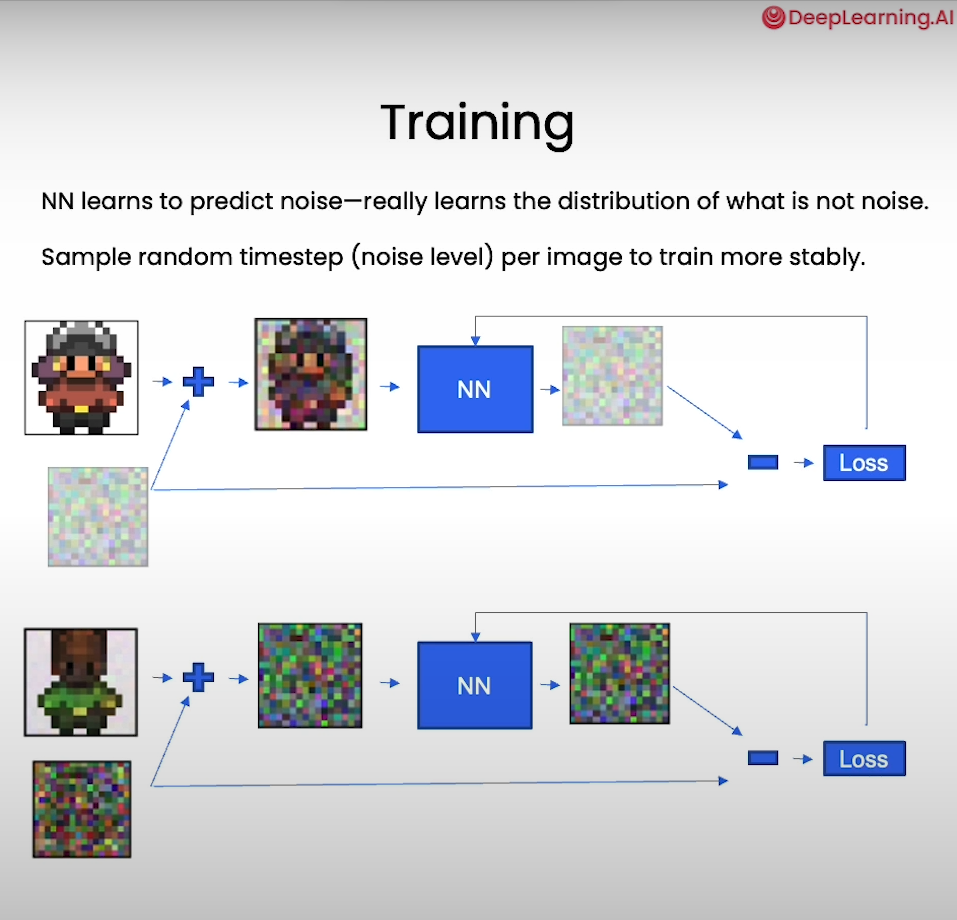 DeepLearning.AI
Training
NN learns to predict noise—really learns the distribution of what is not noise.
Sample random timestep (noise level) per image to train more stably.
NN
Loss
NN
Loss